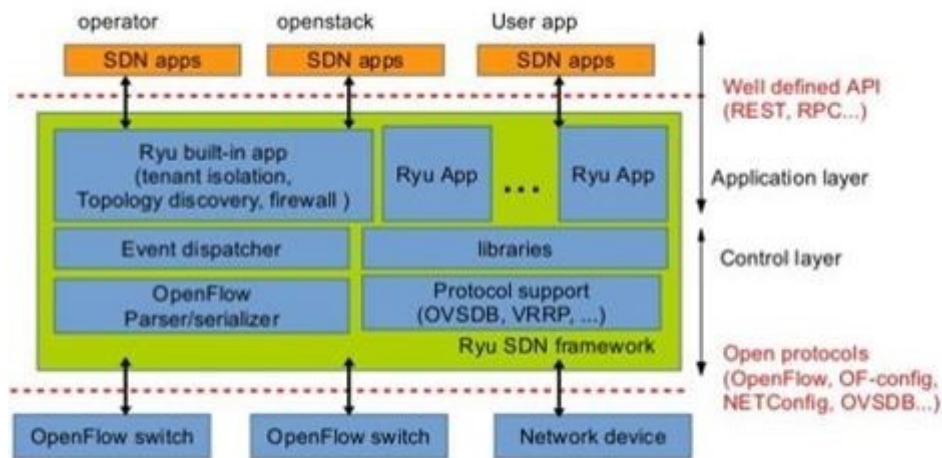 operator
openstack
User app
SDN apps
SDN apps
SDN apps
Well defined API
(REST, RPC...)
Ryu built-in app
(tenant isolation,
Topology discovery, firewall )
Ryu App
...
Ryu App
Application layer
Event dispatcher
libraries
Control layer
OpenFlow
Parser/serializer
Protocol support
(OVSDB, VRRP, ...)
Ryu SDN framework
Open protocols
(OpenFlow, OF-config,
NETConfig, OVSDB...)
OpenFlow switch
OpenFlow switch
Network device